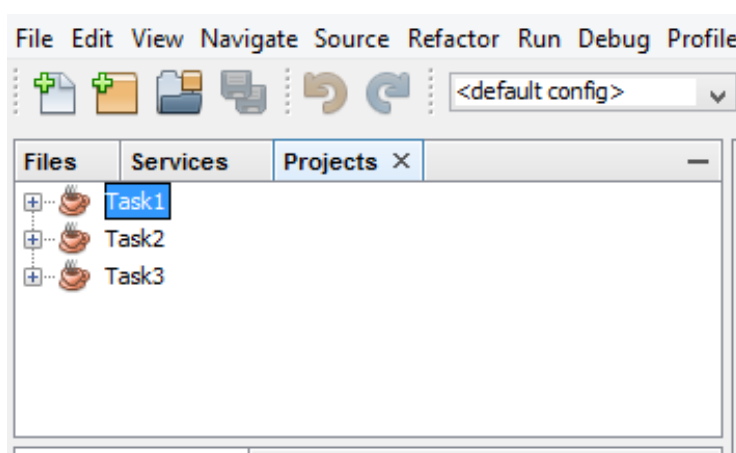 File Edit View Navigate Source Refactor Run Debug Profile
<default config>
Files Services Projects
Task1
Task2
Task3